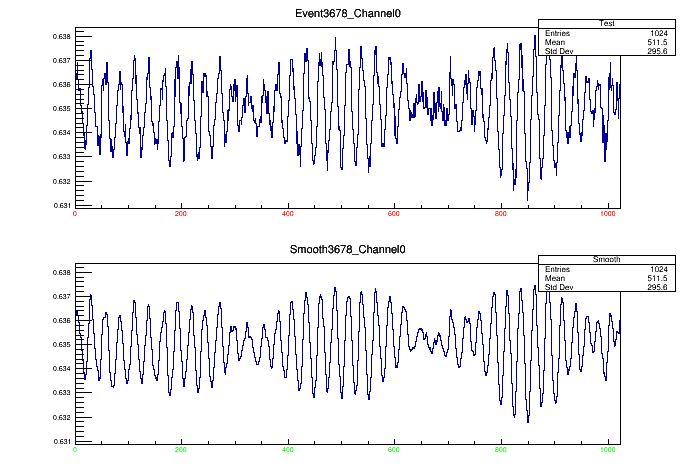 Event3678_Channel0
Test
Entries 1024
Mean 511.5
Std Dev 295.6
0.638
0.637
0.636
0.635
0.634
0.633
0.632
0.631
0 200 400 600 800 1000
Smooth3678_Channel0
Smooth
Entries 1024
Mean 511.5
Std Dev 295.6
0.638
0.637
0.636
0.635
0.634
0.633
0.632
0.631
0 200 400 600 800 1000